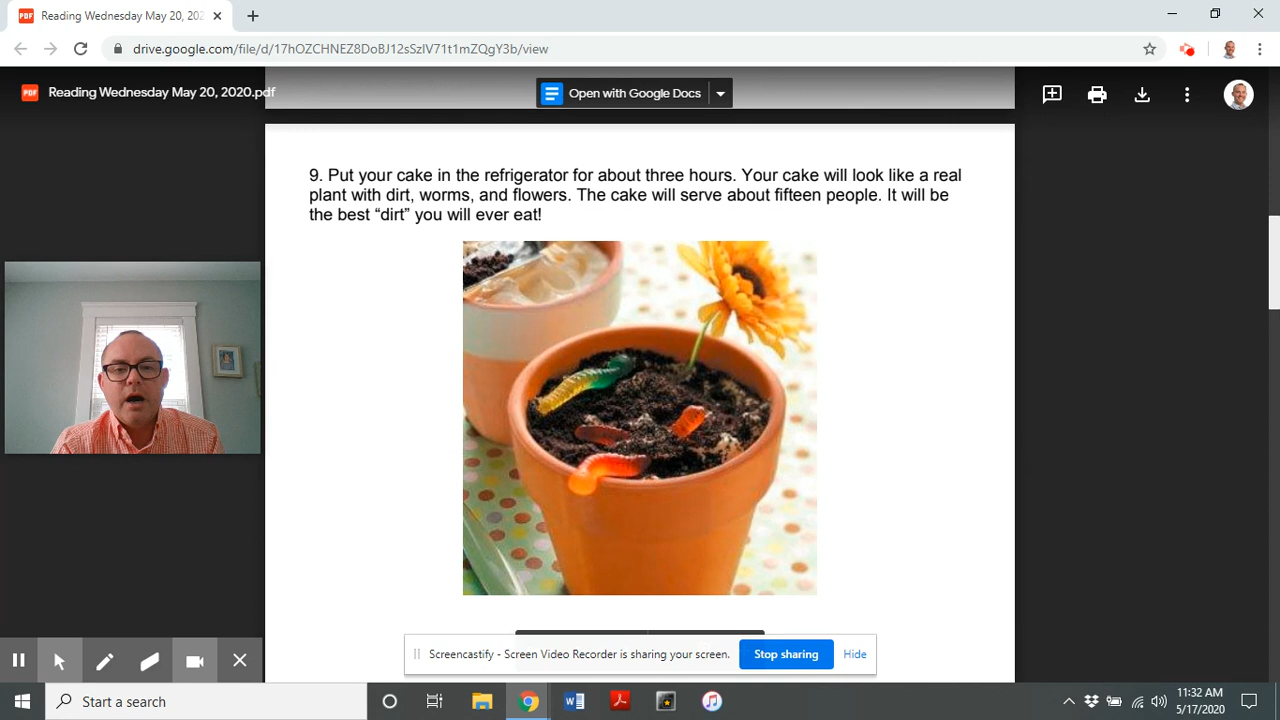 Reading Wednesday May 20, 202
drive.google.com/file/d/17hOZCHNEZ8DoBJ12sSzIV71t1mZQgY3b/view
PDF Reading Wednesday May 20, 2020.pdf
Open with Google Docs
9. Put your cake in the refrigerator for about three hours. Your cake will look like a real
plant with dirt, worms, and flowers. The cake will serve about fifteen people. It will be
the best “dirt” you will ever eat!
Screencastify - Screen Video Recorder is sharing your screen.
Stop sharing
Hide
Start a search
11:32 AM
5/17/2020